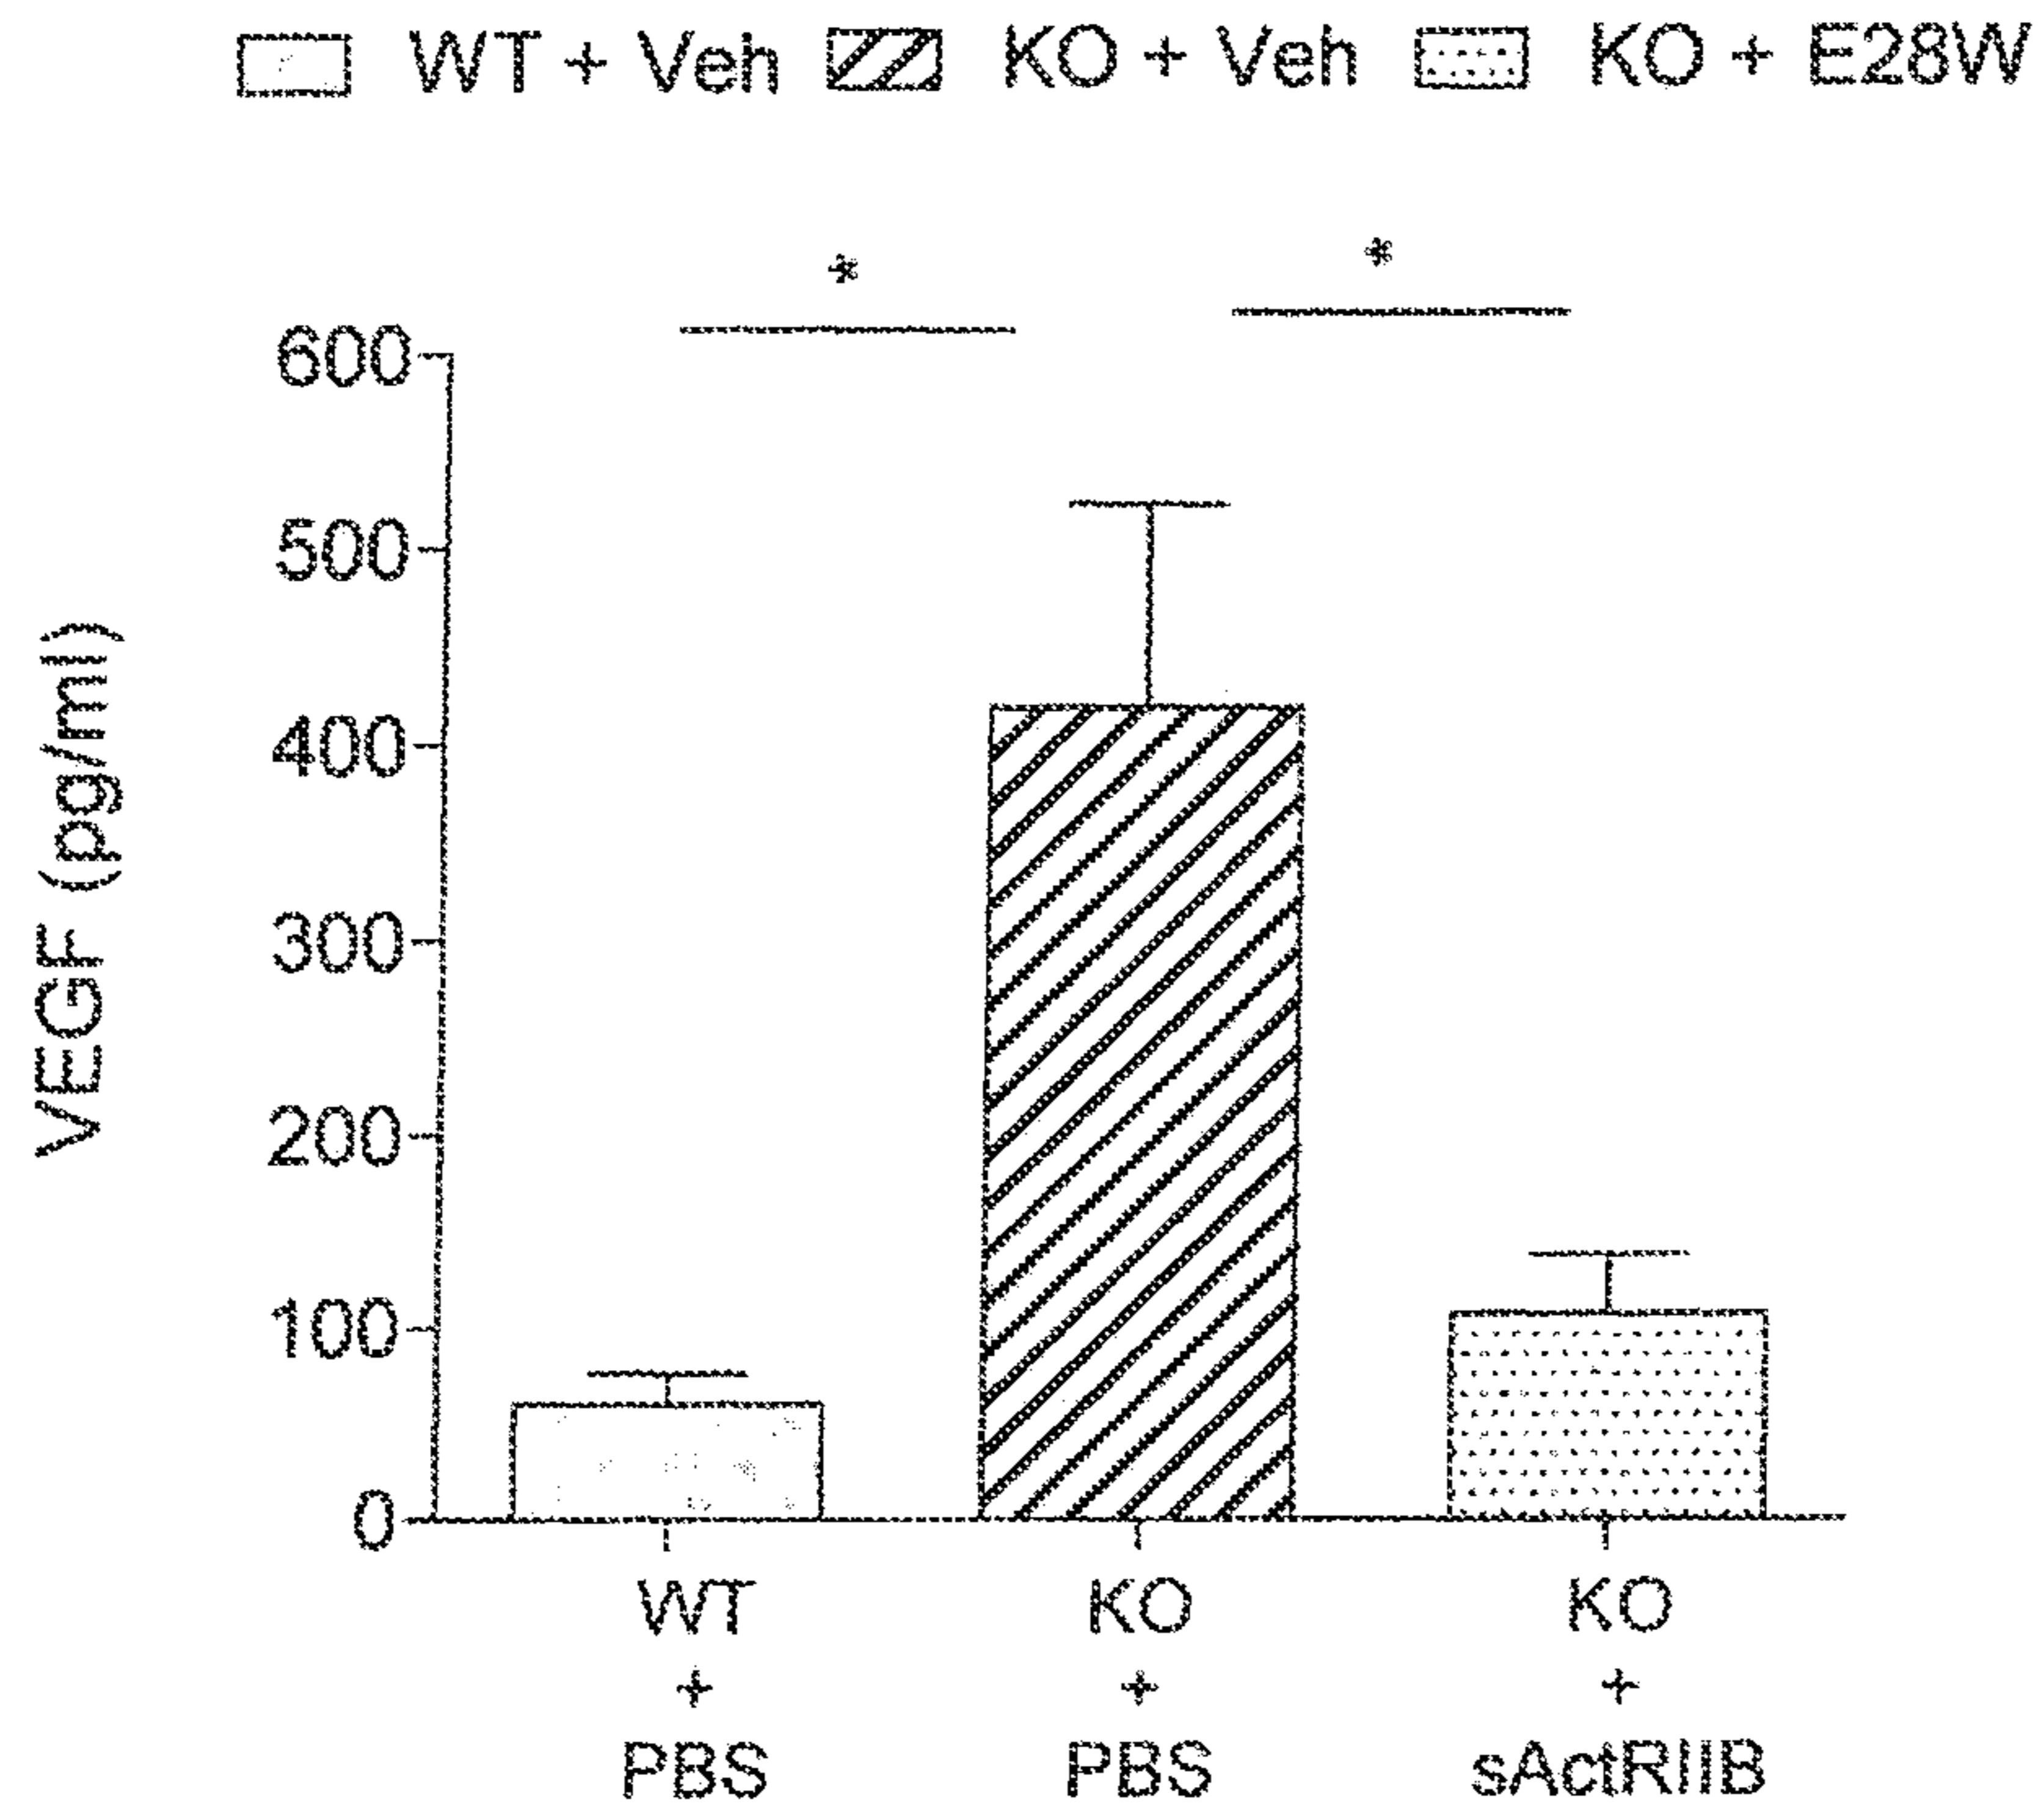 WT + Veh KO + Veh KO + E28W
* *
600
500
400
300
200
100
0
VEGF (pg/ml)
WT KO KO
+ + +
PBS PBS sActRIIB